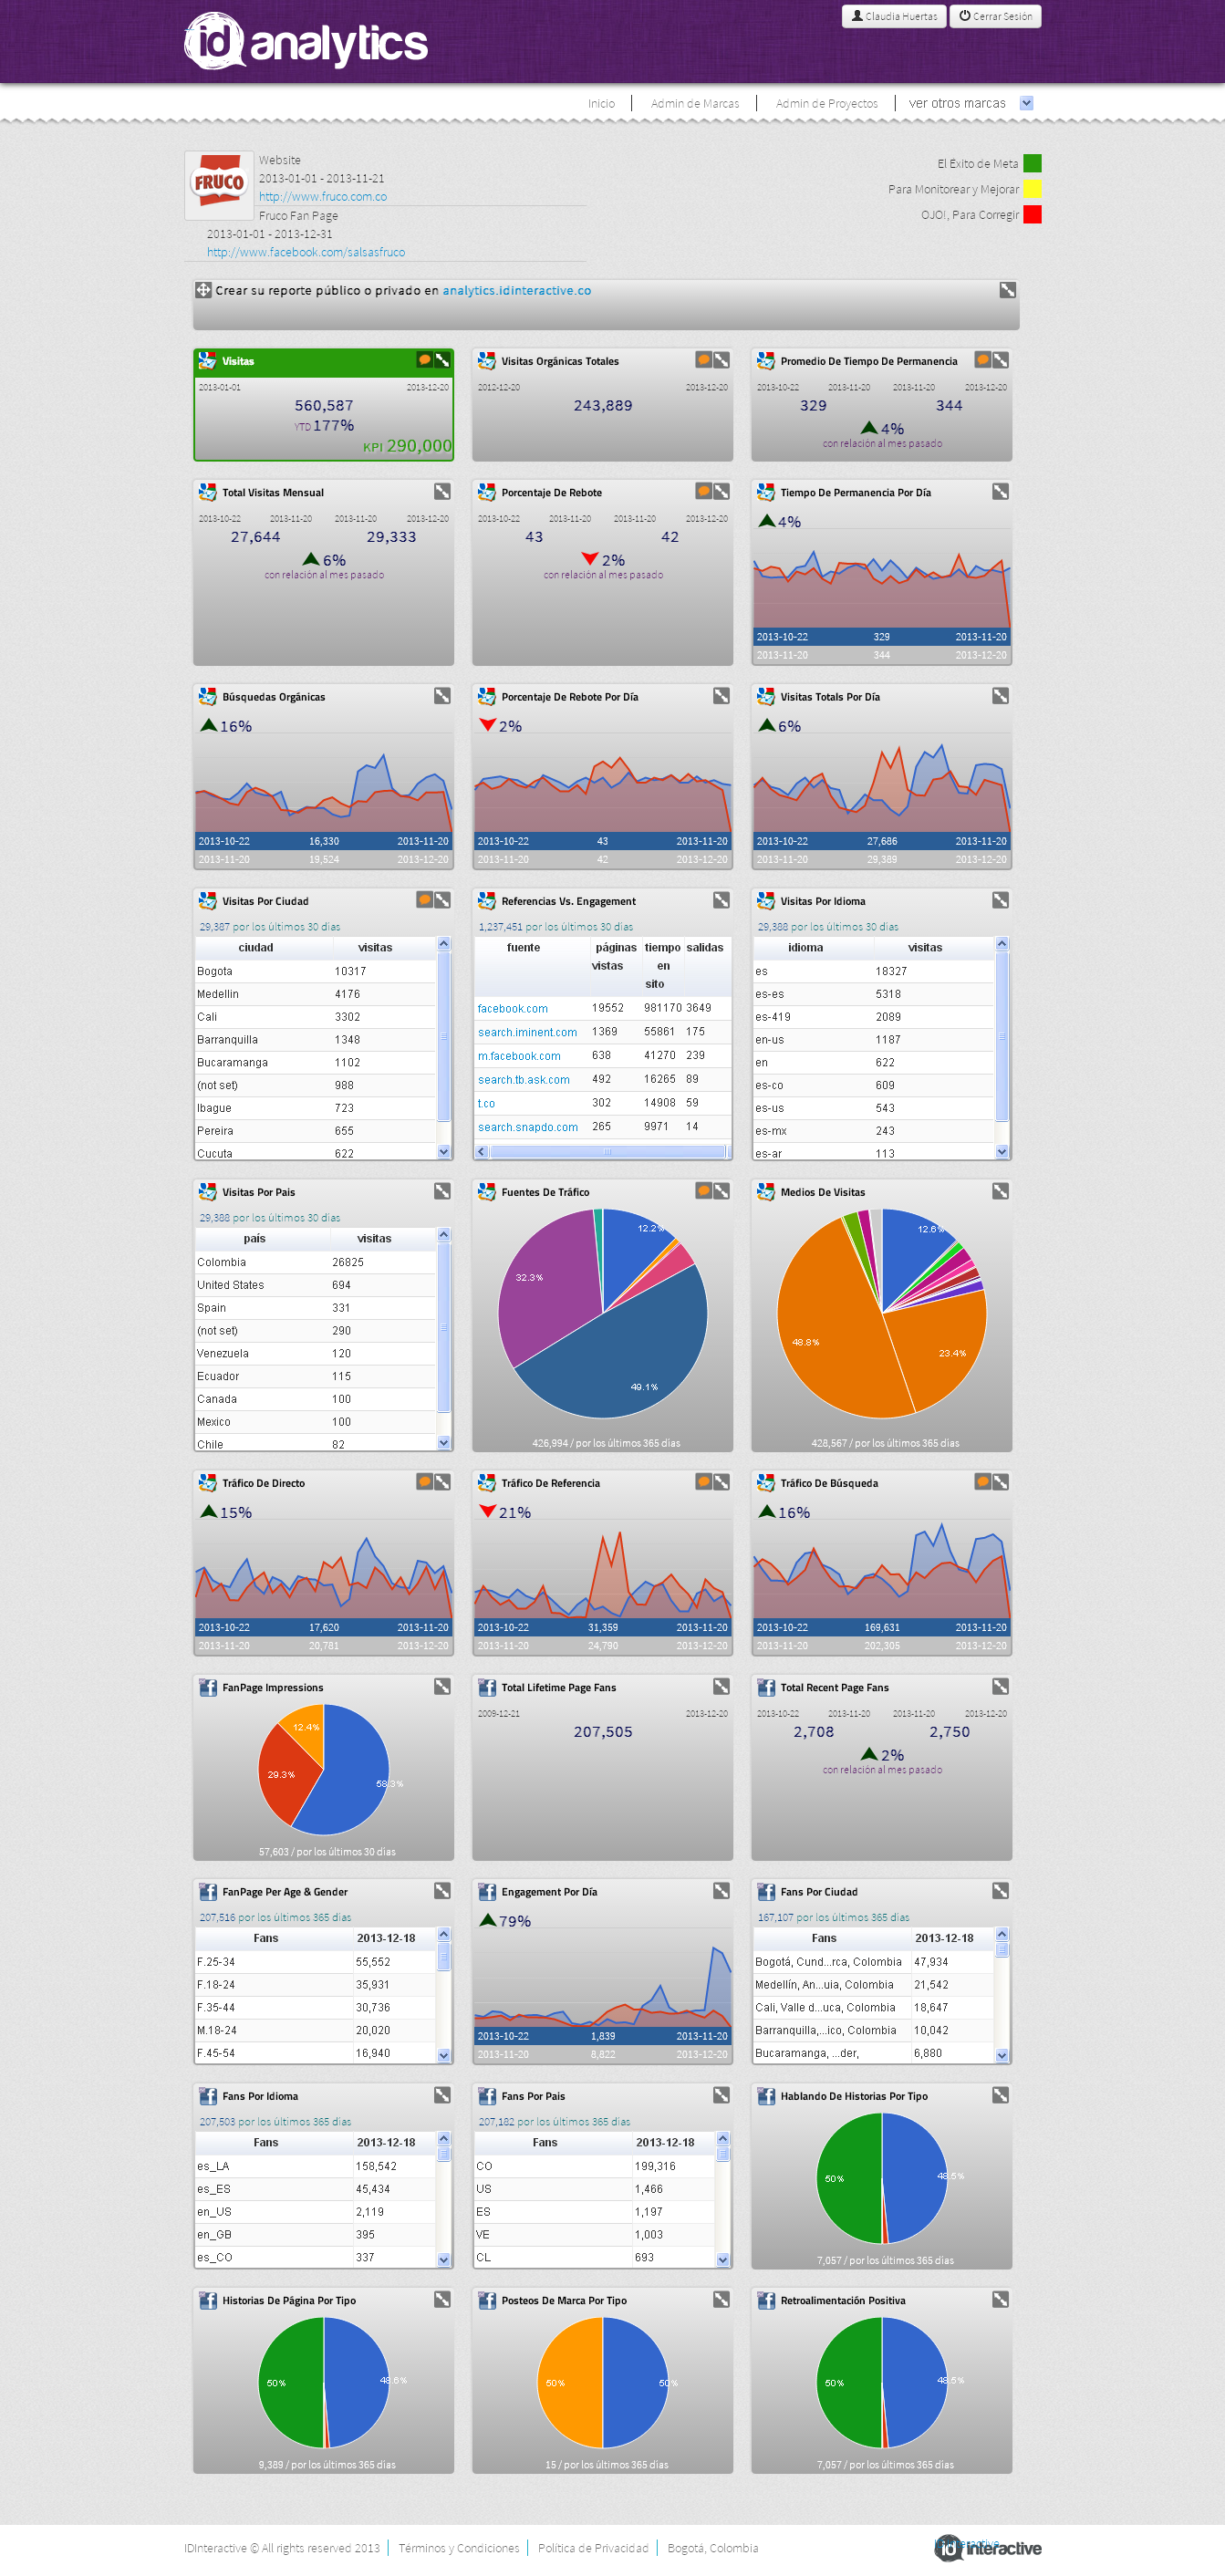 id analytics
Claudia Huertas
Cerrar Sesión
Inicio
Admin de Marcas
Admin de Proyectos
ver otros marcas
FRUCO
Website
2013-01-01 - 2013-11-21
http://www.fruco.com.co
Fruco Fan Page
2013-01-01 - 2013-12-31
http://www.facebook.com/salsasfruco
El Éxito de Meta
Para Monitorear y Mejorar
OJO!, Para Corregir
Crear su reporte público o privado en analytics.idinteractive.co
Visitas
2013-01-01 2013-12-20
560,587
YTD 177%
KPI 290,000
Visitas Orgánicas Totales
2012-12-20 2013-12-20
243,889
Promedio De Tiempo De Permanencia
2013-10-22 2013-11-20 2013-11-20 2013-12-20
329 344
4%
con relación al mes pasado
Total Visitas Mensual
2013-10-22 2013-11-20 2013-11-20 2013-12-20
27,644 29,333
6%
con relación al mes pasado
Porcentaje De Rebote
2013-10-22 2013-11-20 2013-11-20 2013-12-20
43 42
2%
con relación al mes pasado
Tiempo De Permanencia Por Día
4%
2013-10-22 329 2013-11-20
2013-11-20 344 2013-12-20
Búsquedas Orgánicas
16%
2013-10-22 16,330 2013-11-20
2013-11-20 19,524 2013-12-20
Porcentaje De Rebote Por Día
2%
2013-10-22 43 2013-11-20
2013-11-20 42 2013-12-20
Visitas Totals Por Día
6%
2013-10-22 27,686 2013-11-20
2013-11-20 29,389 2013-12-20
Visitas Por Ciudad
29,387 por los últimos 30 dias
ciudad visitas
Bogota 10317
Medellin 4176
Cali 3302
Barranquilla 1348
Bucaramanga 1102
(not set) 988
Ibague 723
Pereira 655
Cucuta 622
Referencias Vs. Engagement
1,237,451 por los últimos 30 dias
fuente páginas tiempo salidas
vistas en
sito
facebook.com 19552 981170 3649
search.iminent.com 1369 55861 175
m.facebook.com 638 41270 239
search.tb.ask.com 492 16265 89
t.co 302 14908 59
search.snapdo.com 265 9971 14
Visitas Por Idioma
29,388 por los últimos 30 dias
idioma visitas
es 18327
es-es 5318
es-419 2089
en-us 1187
en 622
es-co 609
es-us 543
es-mx 243
es-ar 113
Visitas Por Pais
29,388 por los últimos 30 dias
país visitas
Colombia 26825
United States 694
Spain 331
(not set) 290
Venezuela 120
Ecuador 115
Canada 100
Mexico 100
Chile 82
Fuentes De Tráfico
12.2%
32.3%
49.1%
426,994 / por los últimos 365 dias
Medios De Visitas
12.6%
48.8%
23.4%
428,567 / por los últimos 365 dias
Tráfico De Directo
15%
2013-10-22 17,620 2013-11-20
2013-11-20 20,781 2013-12-20
Tráfico De Referencia
21%
2013-10-22 31,359 2013-11-20
2013-11-20 24,790 2013-12-20
Tráfico De Búsqueda
16%
2013-10-22 169,631 2013-11-20
2013-11-20 202,305 2013-12-20
FanPage Impressions
12.4%
29.3%
58.3%
57,603 / por los últimos 30 dias
Total Lifetime Page Fans
2009-12-21 2013-12-20
207,505
Total Recent Page Fans
2013-10-22 2013-11-20 2013-11-20 2013-12-20
2,708 2,750
2%
con relación al mes pasado
FanPage Per Age & Gender
207,516 por los últimos 365 dias
Fans 2013-12-18
F.25-34 55,552
F.18-24 35,931
F.35-44 30,736
M.18-24 20,020
F.45-54 16,940
Engagement Por Día
79%
2013-10-22 1,839 2013-11-20
2013-11-20 8,822 2013-12-20
Fans Por Ciudad
167,107 por los últimos 365 dias
Fans 2013-12-18
Bogotá, Cund...rca, Colombia 47,934
Medellín, An...uia, Colombia 21,542
Cali, Valle d...uca, Colombia 18,647
Barranquilla,...ico, Colombia 10,042
Bucaramanga, ...der, 6,880
Fans Por Idioma
207,503 por los últimos 365 dias
Fans 2013-12-18
es_LA 158,542
es_ES 45,434
en_US 2,119
en_GB 395
es_CO 337
Fans Por Pais
207,182 por los últimos 365 dias
Fans 2013-12-18
CO 199,316
US 1,466
ES 1,197
VE 1,003
CL 693
Hablando De Historias Por Tipo
50%
48.5%
7,057 / por los últimos 365 dias
Historias De Página Por Tipo
50%
48.6%
9,389 / por los últimos 365 dias
Posteos De Marca Por Tipo
50%
50%
15 / por los últimos 365 dias
Retroalimentación Positiva
50%
48.5%
7,057 / por los últimos 365 dias
IDInteractive © All rights reserved 2013
Términos y Condiciones
Política de Privacidad
Bogotá, Colombia
id interactive